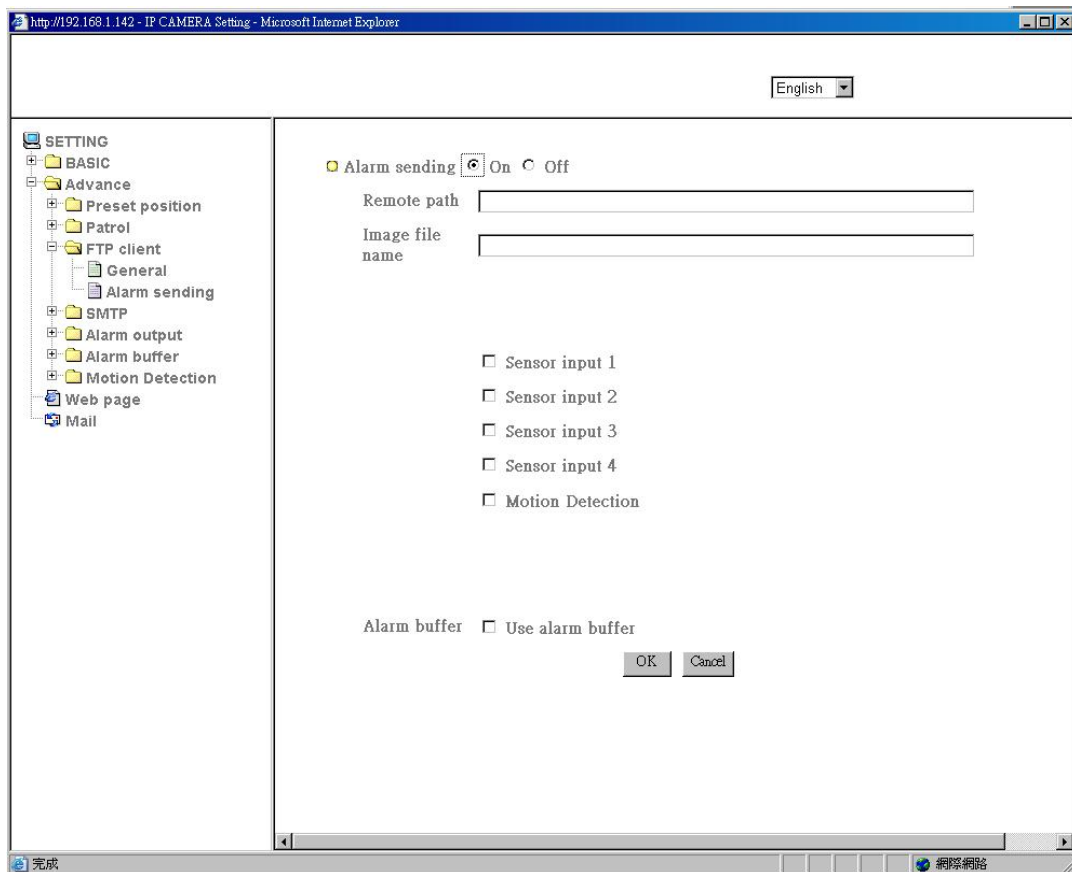 http://192.168.1.142 - IP CAMERA Setting - Microsoft Internet Explorer
English
SETTING
BASIC
Advance
Preset position
Patrol
FTP client
General
Alarm sending
SMTP
Alarm output
Alarm buffer
Motion Detection
Web page
Mail
Alarm sending On Off
Remote path
Image file
name
Sensor input 1
Sensor input 2
Sensor input 3
Sensor input 4
Motion Detection
Alarm buffer Use alarm buffer
OK Cancel
完成 網際網路